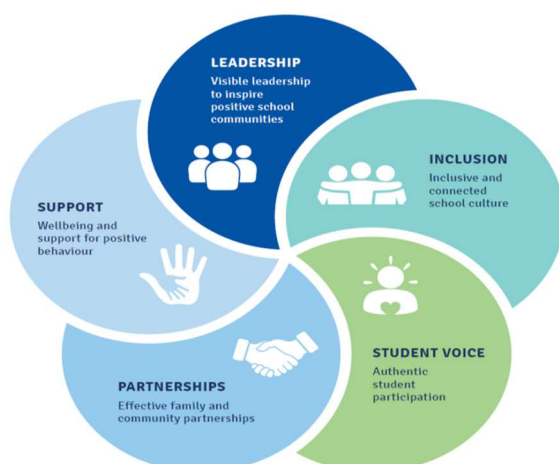 LEADERSHIP
Visible leadership
to inspire
positive school
communities
INCLUSION
Inclusive and
connected
school culture
STUDENT VOICE
Authentic
student
participation
PARTNERSHIPS
Effective family and
community partnerships
SUPPORT
Wellbeing and
support for positive
behaviour